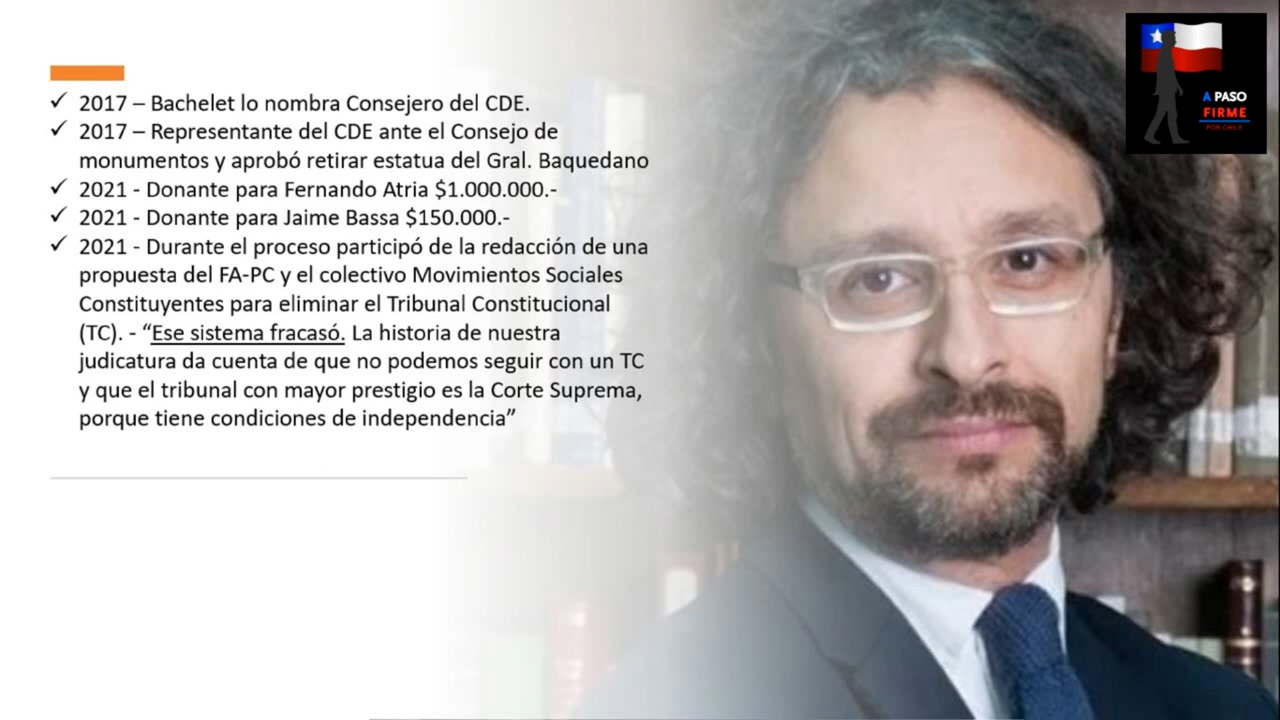 ✓ 2017 – Bachelet lo nombra Consejero del CDE.
✓ 2017 – Representante del CDE ante el Consejo de
monumentos y aprobó retirar estatua del Gral. Baquedano
✓ 2021 - Donante para Fernando Atria $1.000.000.-
✓ 2021 - Donante para Jaime Bassa $150.000.-
✓ 2021 - Durante el proceso participó de la redacción de una
propuesta del FA-PC y el colectivo Movimientos Sociales
Constituyentes para eliminar el Tribunal Constitucional
(TC). - “Ese sistema fracasó. La historia de nuestra
judicatura da cuenta de que no podemos seguir con un TC
y que el tribunal con mayor prestigio es la Corte Suprema,
porque tiene condiciones de independencia”
A PASO
FIRME
POR CHILE